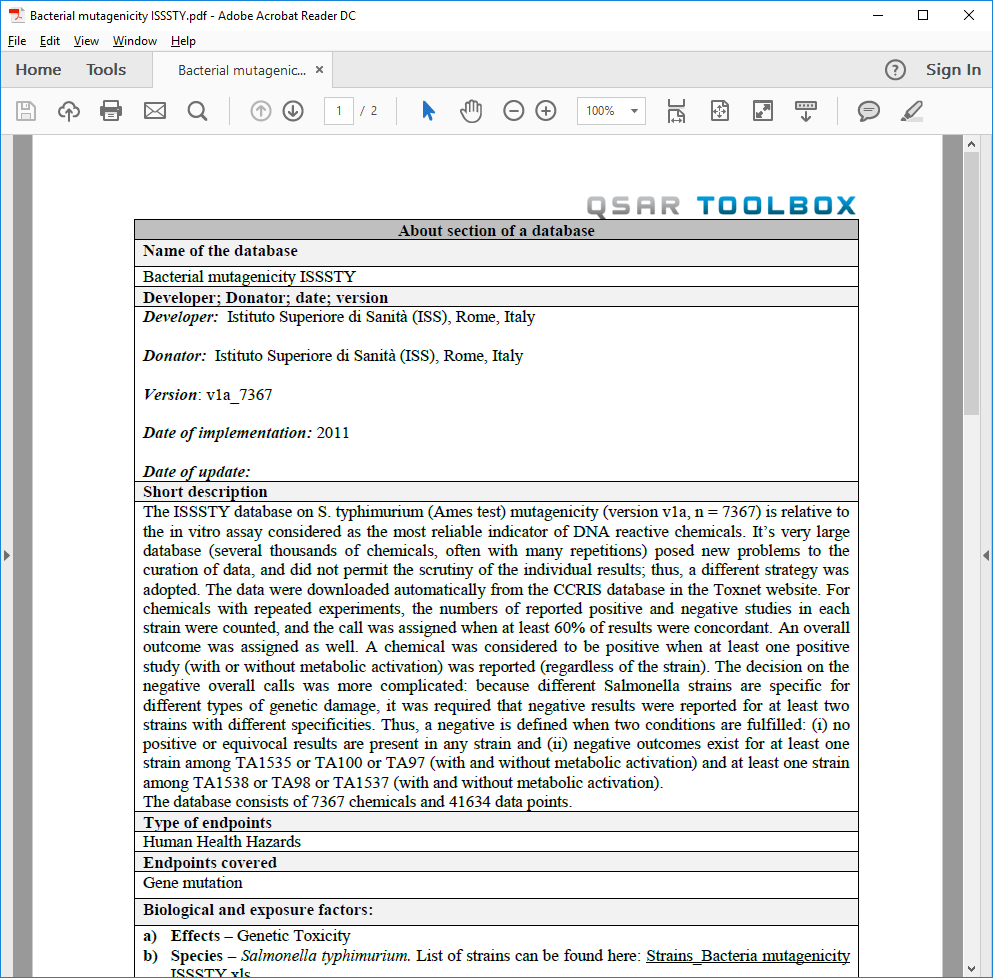 Bacterial mutagenicity ISSSTY.pdf - Adobe Acrobat Reader DC
File Edit View Window Help
Home Tools Bacterial mutagenic... × ? Sign In
1 / 2 100%
QSAR TOOLBOX
About section of a database
Name of the database
Bacterial mutagenicity ISSSTY
Developer; Donator; date; version
Developer: Istituto Superiore di Sanità (ISS), Rome, Italy
Donator: Istituto Superiore di Sanità (ISS), Rome, Italy
Version: v1a_7367
Date of implementation: 2011
Date of update:
Short description
The ISSSTY database on S. typhimurium (Ames test) mutagenicity (version v1a, n = 7367) is relative to
the in vitro assay considered as the most reliable indicator of DNA reactive chemicals. It's very large
database (several thousands of chemicals, often with many repetitions) posed new problems to the
curation of data, and did not permit the scrutiny of the individual results; thus, a different strategy was
adopted. The data were downloaded automatically from the CCRIS database in the Toxnet website. For
chemicals with repeated experiments, the numbers of reported positive and negative studies in each
strain were counted, and the call was assigned when at least 60% of results were concordant. An overall
outcome was assigned as well. A chemical was considered to be positive when at least one positive
study (with or without metabolic activation) was reported (regardless of the strain). The decision on the
negative overall calls was more complicated: because different Salmonella strains are specific for
different types of genetic damage, it was required that negative results were reported for at least two
strains with different specificities. Thus, a negative is defined when two conditions are fulfilled: (i) no
positive or equivocal results are present in any strain and (ii) negative outcomes exist for at least one
strain among TA1535 or TA100 or TA97 (with and without metabolic activation) and at least one strain
among TA1538 or TA98 or TA1537 (with and without metabolic activation).
The database consists of 7367 chemicals and 41634 data points.
Type of endpoints
Human Health Hazards
Endpoints covered
Gene mutation
Biological and exposure factors:
a) Effects – Genetic Toxicity
b) Species – Salmonella typhimurium. List of strains can be found here: Strains_Bacteria mutagenicity
ISSSTY.xls